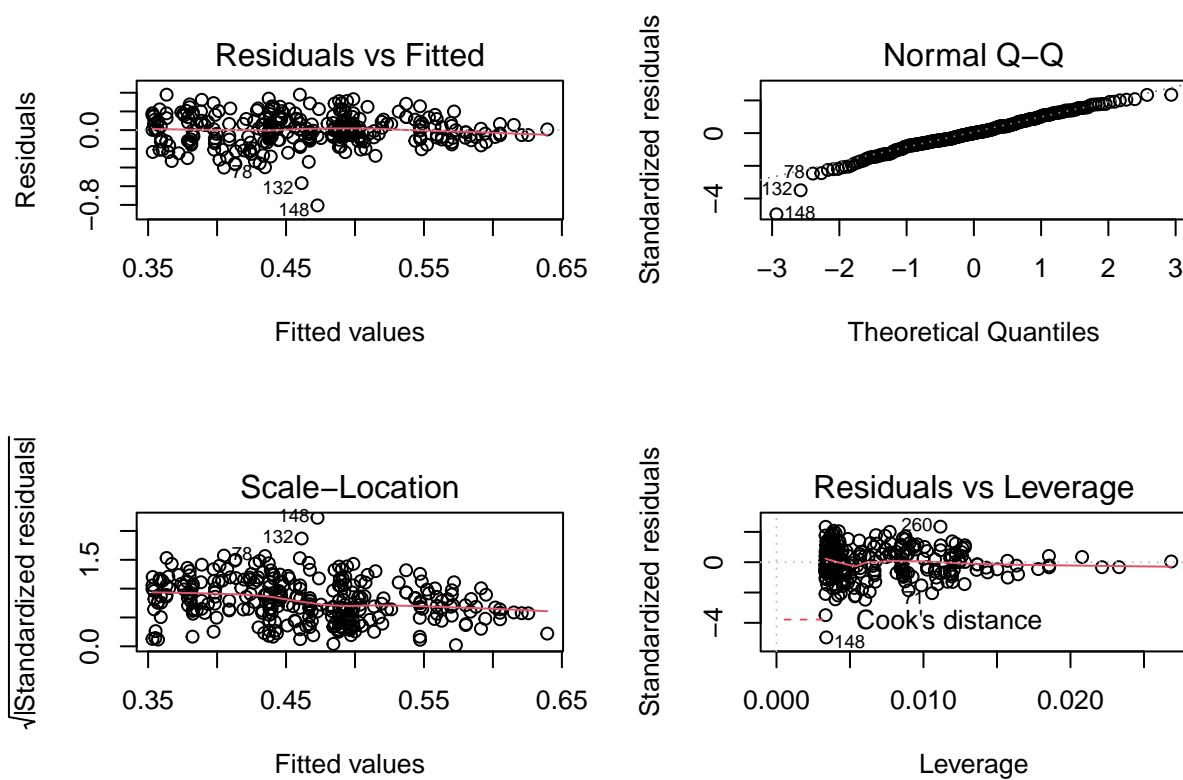 Residuals vs Fitted
Residuals
0.0
−0.8
78
132
148
0.35 0.45 0.55 0.65
Fitted values
Normal Q−Q
Standardized residuals
0
−4
78
132
148
−3 −2 −1 0 1 2 3
Theoretical Quantiles
Scale−Location
√|Standardized residuals|
1.5
0.0
148
132
78
0.35 0.45 0.55 0.65
Fitted values
Residuals vs Leverage
Standardized residuals
0
−4
260
71
Cook's distance
148
0.000 0.010 0.020
Leverage